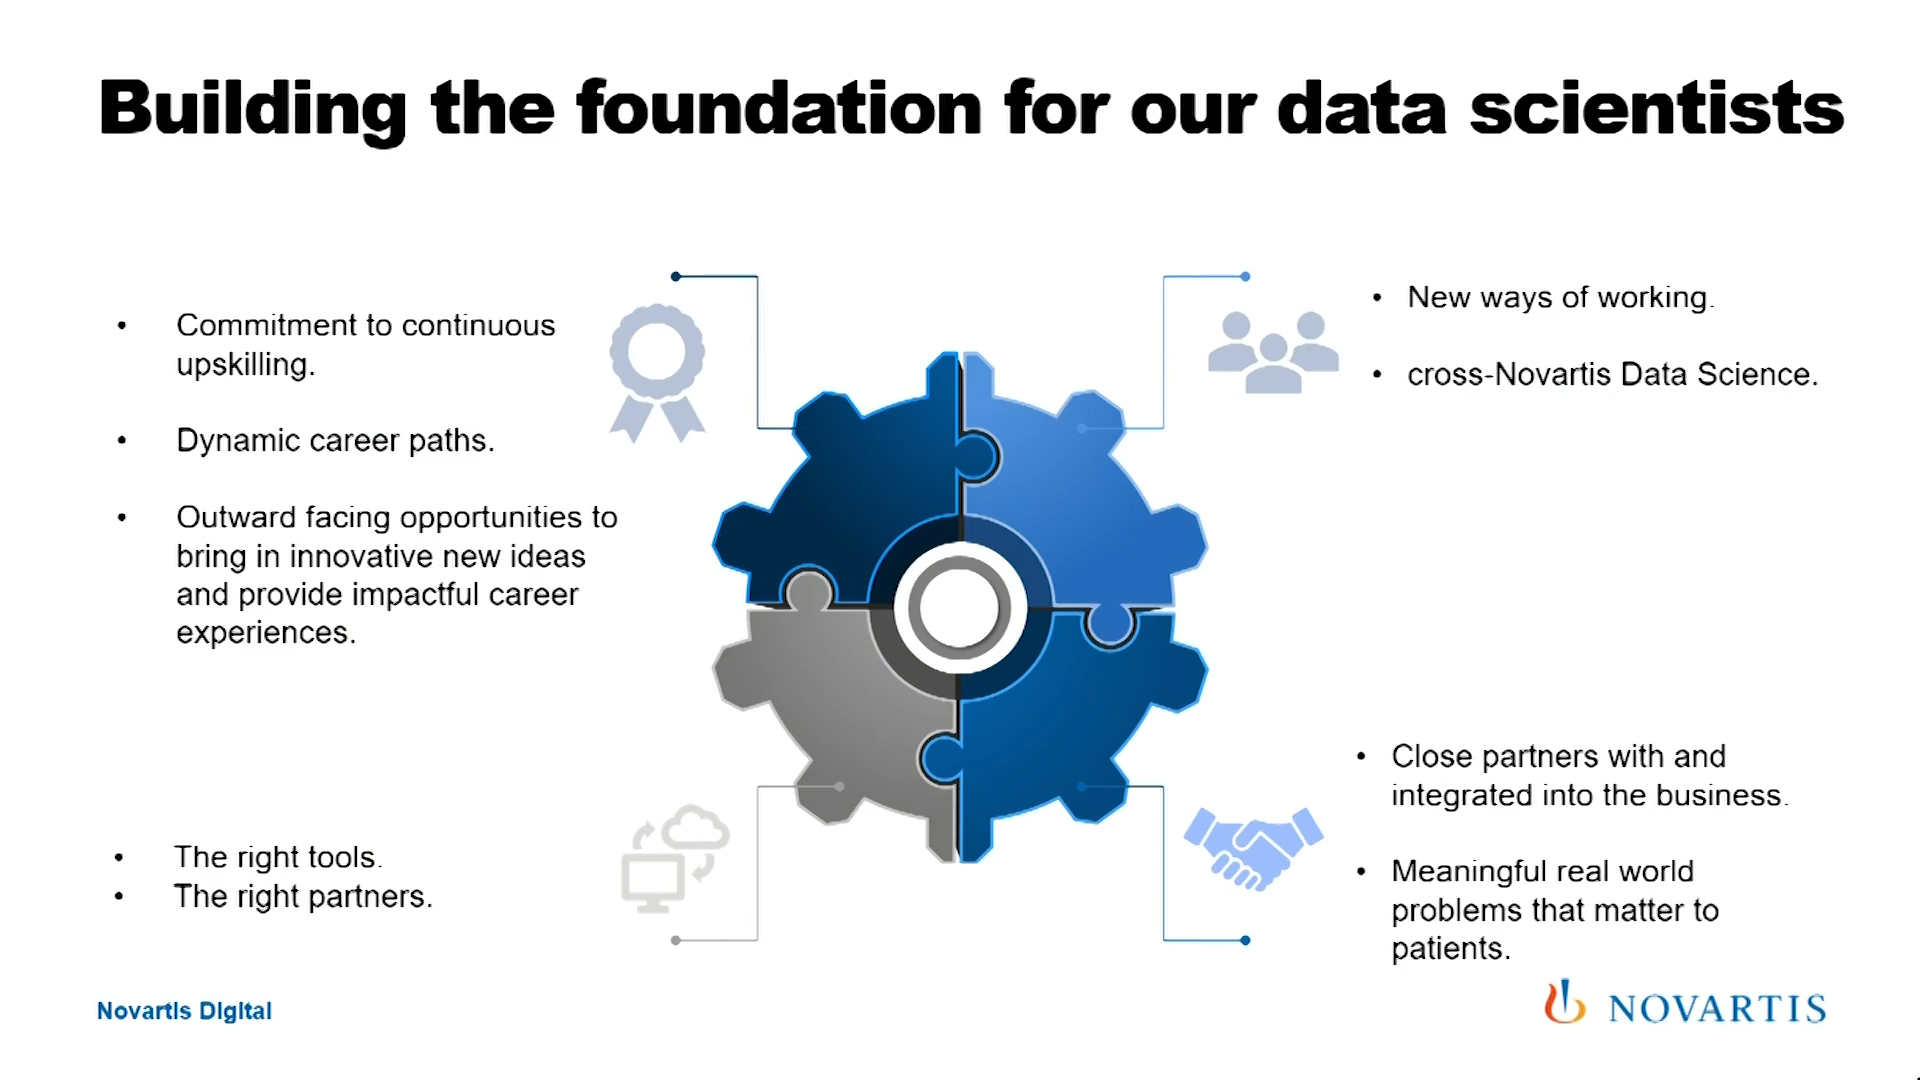 Building the foundation for our data scientists
• Commitment to continuous
upskilling.
• Dynamic career paths.
• Outward facing opportunities to
bring in innovative new ideas
and provide impactful career
experiences.
• New ways of working.
• cross-Novartis Data Science.
• The right tools.
• The right partners.
• Close partners with and
integrated into the business.
• Meaningful real world
problems that matter to
patients.
Novartis Digital
NOVARTIS